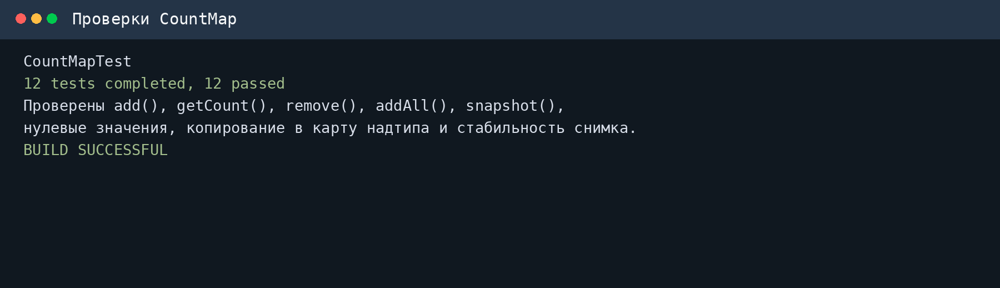 Проверки CountMap
CountMapTest
12 tests completed, 12 passed
Проверены add(), getCount(), remove(), addAll(), snapshot(),
нулевые значения, копирование в карту надтипа и стабильность снимка.
BUILD SUCCESSFUL